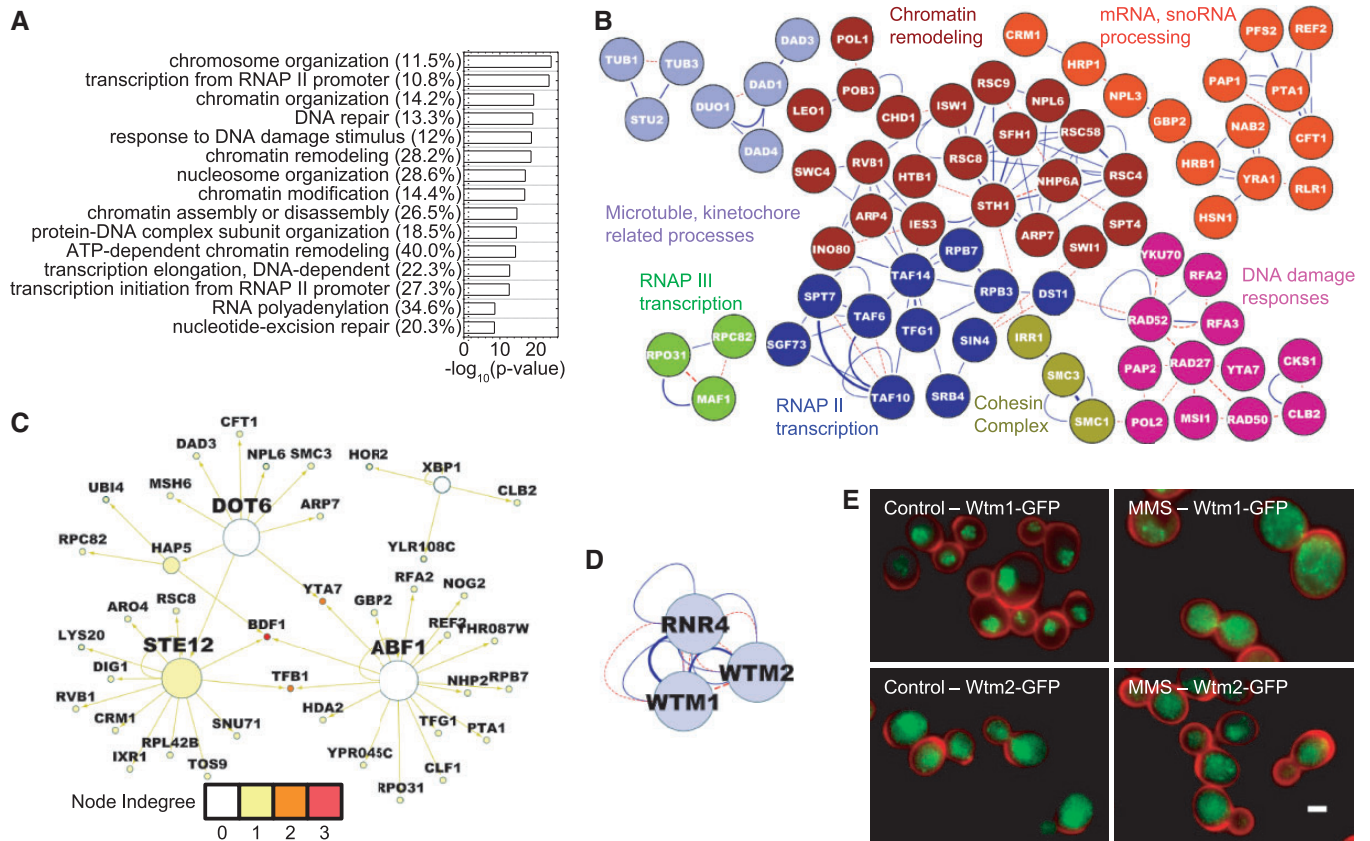 A
chromosome organization (11.5%)
transcription from RNAP II promoter (10.8%)
chromatin organization (14.2%)
DNA repair (13.3%)
response to DNA damage stimulus (12%)
chromatin remodeling (28.2%)
nucleosome organization (28.6%)
chromatin modification (14.4%)
chromatin assembly or disassembly (26.5%)
protein-DNA complex subunit organization (18.5%)
ATP-dependent chromatin remodeling (40.0%)
transcription elongation, DNA-dependent (22.3%)
transcription initiation from RNAP II promoter (27.3%)
RNA polyadenylation (34.6%)
nucleotide-excision repair (20.3%)
0 10 20
-log10(p-value)
B
Chromatin
remodeling
mRNA, snoRNA
processing
Microtuble, kinetochore
related processes
RNAP III
transcription
RNAP II
transcription
Cohesin
Complex
DNA damage
responses
TUB1
TUB3
STU2
DUO1
DAD1
DAD3
DAD4
POL1
POB3
LEO1
CHD1
ISW1
RSC9
NPL6
SFH1
RSC58
RSC8
RSC4
NHP6A
STH1
SWC4
RVB1
HTB1
ARP4
IES3
INO80
ARP7
SWI1
SPT4
CRM1
HRP1
NPL3
GBP2
HRB1
NAB2
YRA1
HSN1
RLR1
PFS2
REF2
PAP1
PTA1
CFT1
RPB7
TAF14
SPT7
TAF6
TFG1
RPB3
DST1
SIN4
SGF73
TAF10
SRB4
RPC82
RPO31
MAF1
IRR1
SMC3
SMC1
YKU70
RFA2
RAD52
RFA3
PAP2
RAD27
YTA7
CKS1
POL2
MSI1
RAD50
CLB2
C
CFT1
DAD3
NPL6
SMC3
HOR2
XBP1
CLB2
MSH6
UBI4
DOT6
ARP7
RPC82
HAP5
YLR108C
YTA7
RFA2
NOG2
GBP2
ARO4
RSC8
BDF1
REF2
THR087W
LYS20
STE12
ABF1
DIG1
TFB1
NHP2
RPB7
RVB1
HDA2
CRM1
SNU71
TFG1
PTA1
RPL42B
IXR1
TOS9
YPR045C
CLF1
RPO31
Node Indegree
0 1 2 3
D
RNR4
WTM2
WTM1
E
Control – Wtm1-GFP
MMS – Wtm1-GFP
Control – Wtm2-GFP
MMS – Wtm2-GFP